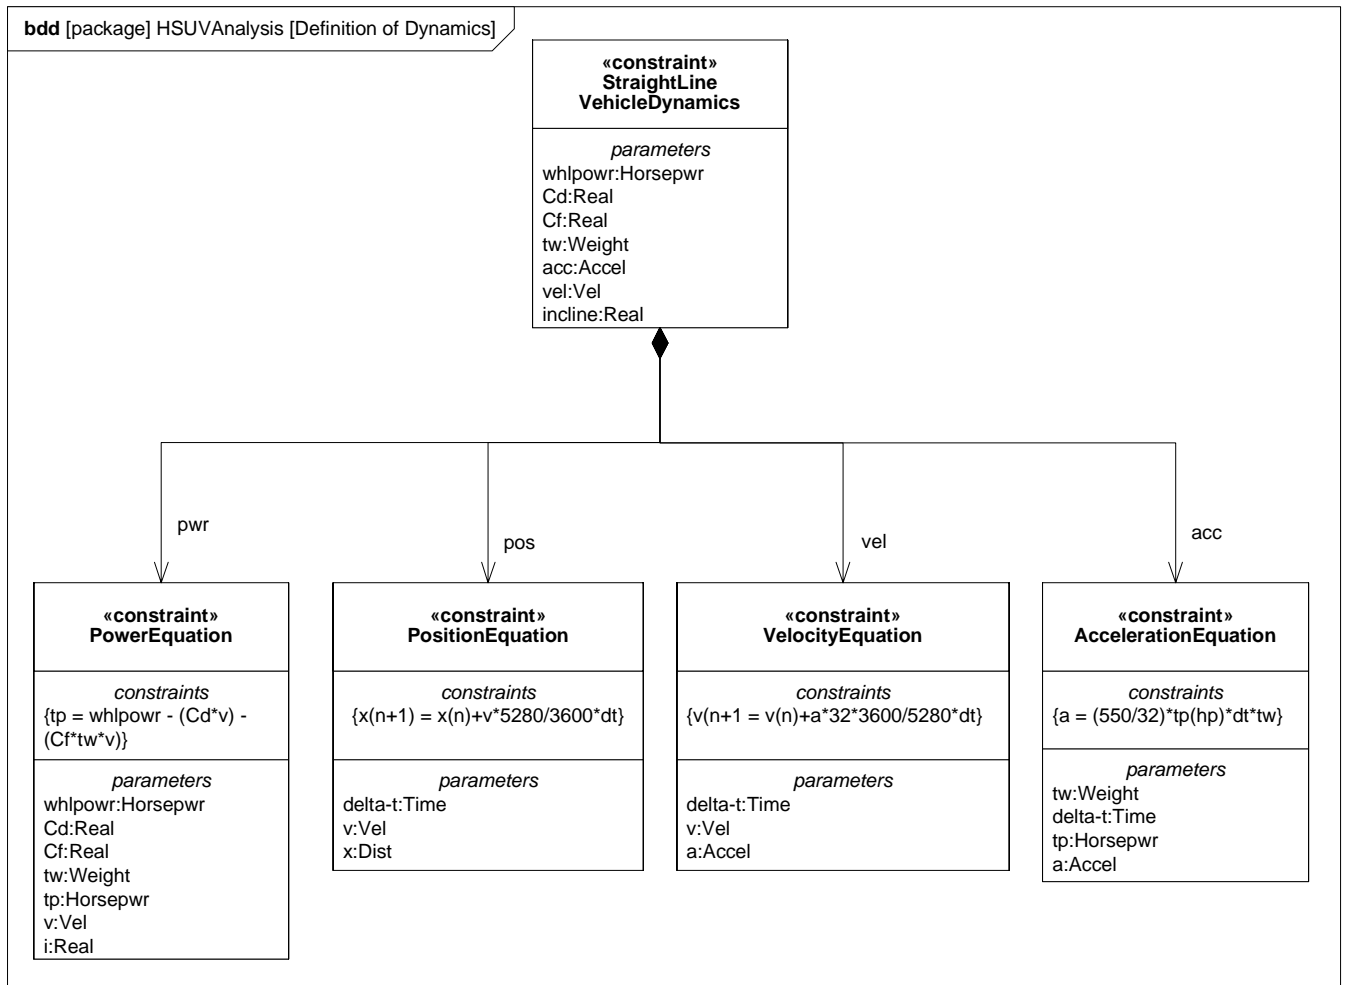 bdd [package] HSUVAnalysis [Definition of Dynamics]
«constraint»
StraightLine
VehicleDynamics
parameters
whlpowr:Horsepwr
Cd:Real
Cf:Real
tw:Weight
acc:Accel
vel:Vel
incline:Real
pwr
pos
vel
acc
«constraint»
PowerEquation
constraints
{tp = whlpowr - (Cd*v) -
(Cf*tw*v)}
parameters
whlpowr:Horsepwr
Cd:Real
Cf:Real
tw:Weight
tp:Horsepwr
v:Vel
i:Real
«constraint»
PositionEquation
constraints
{x(n+1) = x(n)+v*5280/3600*dt}
parameters
delta-t:Time
v:Vel
x:Dist
«constraint»
VelocityEquation
constraints
{v(n+1 = v(n)+a*32*3600/5280*dt}
parameters
delta-t:Time
v:Vel
a:Accel
«constraint»
AccelerationEquation
constraints
{a = (550/32)*tp(hp)*dt*tw}
parameters
tw:Weight
delta-t:Time
tp:Horsepwr
a:Accel